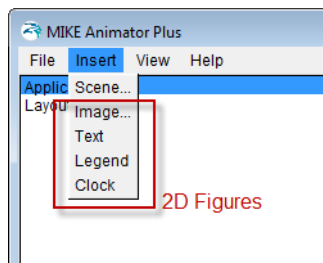 MIKE Animator Plus
File Insert View Help
Applic
Scene...
Layou
Image...
Text
Legend
Clock
2D Figures